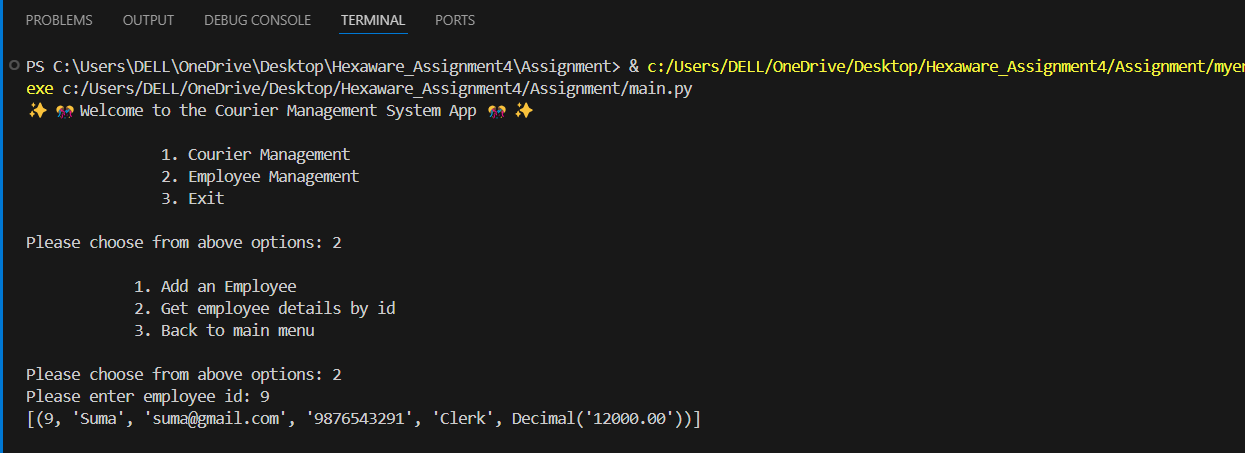 PROBLEMS OUTPUT DEBUG CONSOLE TERMINAL PORTS
PS C:\Users\DELL\OneDrive\Desktop\Hexaware_Assignment4\Assignment> & c:/Users/DELL/OneDrive/Desktop/Hexaware_Assignment4/Assignment/myen
exe c:/Users/DELL/OneDrive/Desktop/Hexaware_Assignment4/Assignment/main.py
✨ 🎊 Welcome to the Courier Management System App 🎊 ✨
1. Courier Management
2. Employee Management
3. Exit
Please choose from above options: 2
1. Add an Employee
2. Get employee details by id
3. Back to main menu
Please choose from above options: 2
Please enter employee id: 9
[(9, 'Suma', 'suma@gmail.com', '9876543291', 'Clerk', Decimal('12000.00'))]